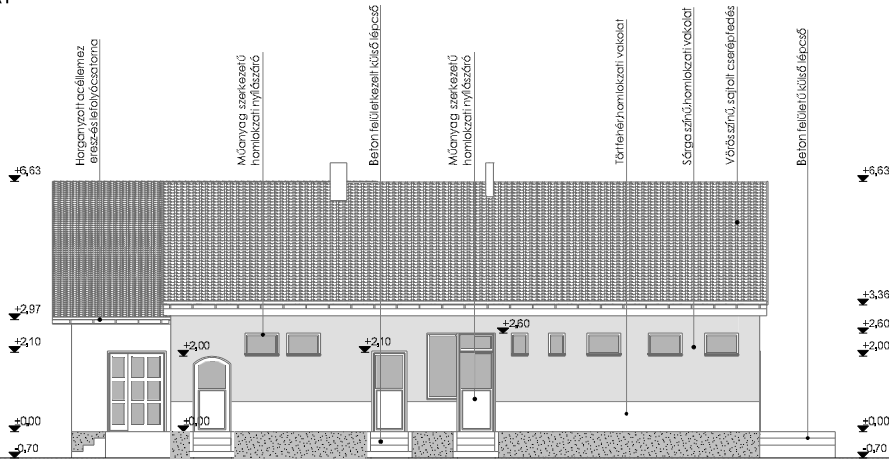 Horganyzott acéllemez
eresz-és lefolyócsatorna
Műanyag szerkezetű
homlokzati nyílászáró
Beton felületkezelt külső lépcső
Műanyag szerkezetű
homlokzati nyílászáró
Törtfehér homlokzati vakolat
Sárga színű homlokzati vakolat
Vörös színű, sajtolt cserépfedés
Beton felületű külső lépcső
+6,63
+6,63
+2,97
+3,36
+2,10
+2,00
+2,10
+2,60
+2,60
+2,00
±0,00
±0,00
±0,00
-0,70
-0,70